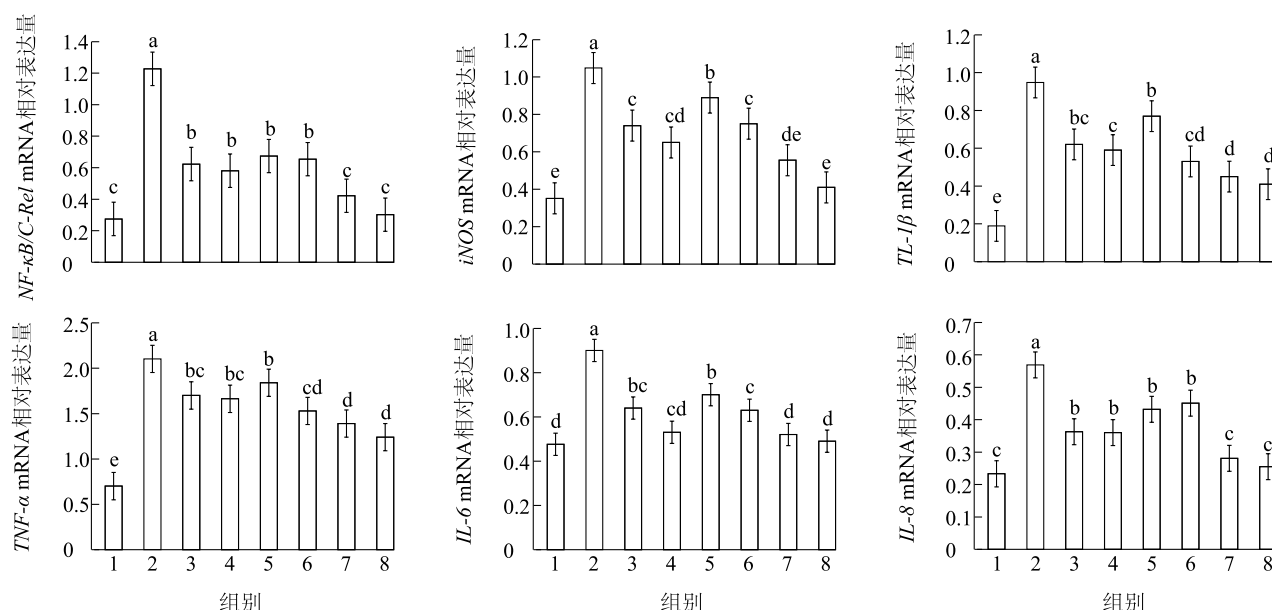 NF-κB/C-Rel mRNA相对表达量
1.4
1.2
1.0
0.8
0.6
0.4
0.2
0
c
a
b
b
b
b
c
c
iNOS mRNA相对表达量
1.2
1.0
0.8
0.6
0.4
0.2
0
e
a
c
cd
b
c
de
e
TL-1β mRNA相对表达量
1.2
1.0
0.8
0.6
0.4
0.2
0
e
a
bc
c
b
cd
d
d
TNF-α mRNA相对表达量
2.5
2.0
1.5
1.0
0.5
0
e
a
bc
bc
b
cd
d
d
1 2 3 4 5 6 7 8
组别
IL-6 mRNA相对表达量
1.0
0.8
0.6
0.4
0.2
0
d
a
bc
cd
b
c
d
d
1 2 3 4 5 6 7 8
组别
IL-8 mRNA相对表达量
0.7
0.6
0.5
0.4
0.3
0.2
0.1
0
c
a
b
b
b
b
c
c
1 2 3 4 5 6 7 8
组别